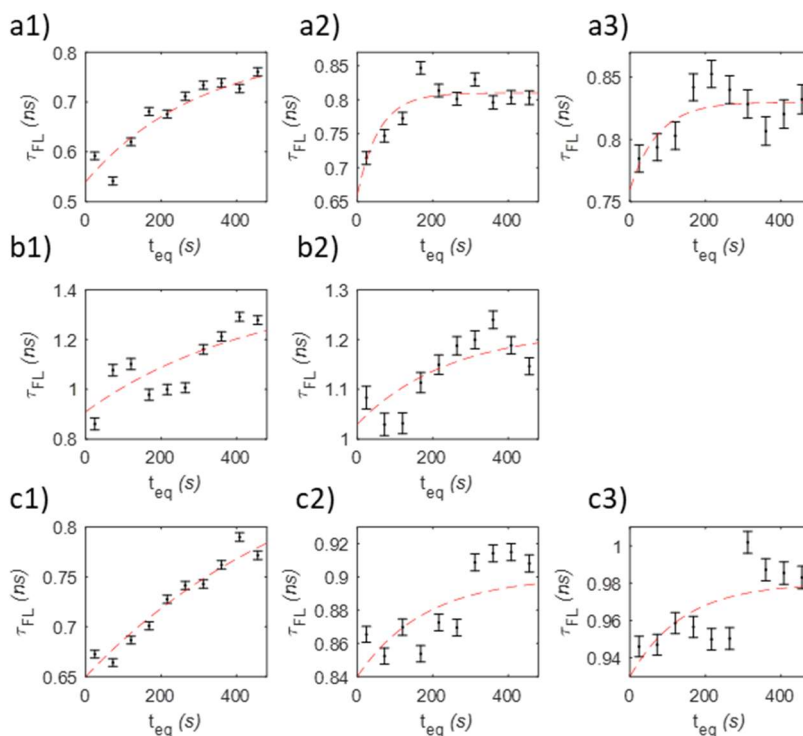 a1)
a2)
a3)
0.8
0.7
0.6
0.5
τFL (ns)
0 200 400
teq (s)
0.85
0.8
0.75
0.7
0.65
τFL (ns)
0 200 400
teq (s)
0.85
0.8
0.75
τFL (ns)
0 200 400
teq (s)
b1)
b2)
1.4
1.2
1
0.8
τFL (ns)
0 200 400
teq (s)
1.3
1.2
1.1
1
τFL (ns)
0 200 400
teq (s)
c1)
c2)
c3)
0.8
0.75
0.7
0.65
τFL (ns)
0 200 400
teq (s)
0.92
0.9
0.88
0.86
0.84
τFL (ns)
0 200 400
teq (s)
1
0.98
0.96
0.94
τFL (ns)
0 200 400
teq (s)